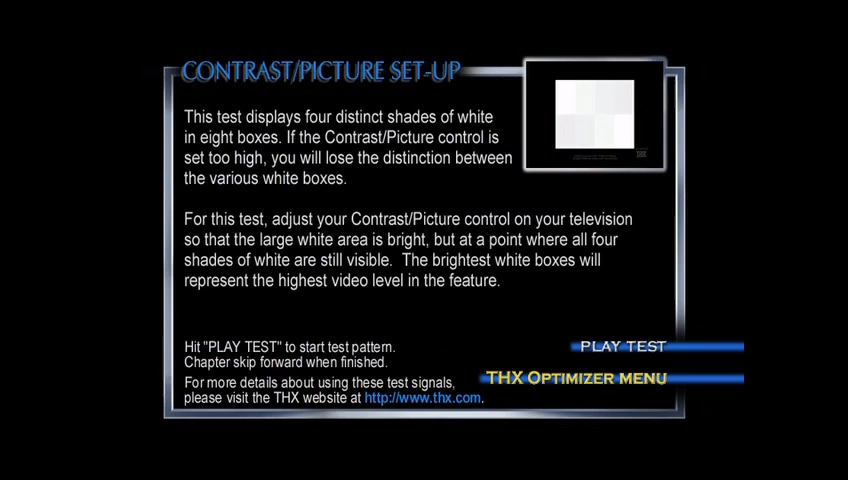 CONTRAST/PICTURE SET-UP
This test displays four distinct shades of white
in eight boxes. If the Contrast/Picture control is
set too high, you will lose the distinction between
the various white boxes.
For this test, adjust your Contrast/Picture control on your television
so that the large white area is bright, but at a point where all four
shades of white are still visible. The brightest white boxes will
represent the highest video level in the feature.
Hit "PLAY TEST" to start test pattern.
Chapter skip forward when finished.
For more details about using these test signals,
please visit the THX website at http://www.thx.com.
PLAY TEST
THX OPTIMIZER MENU